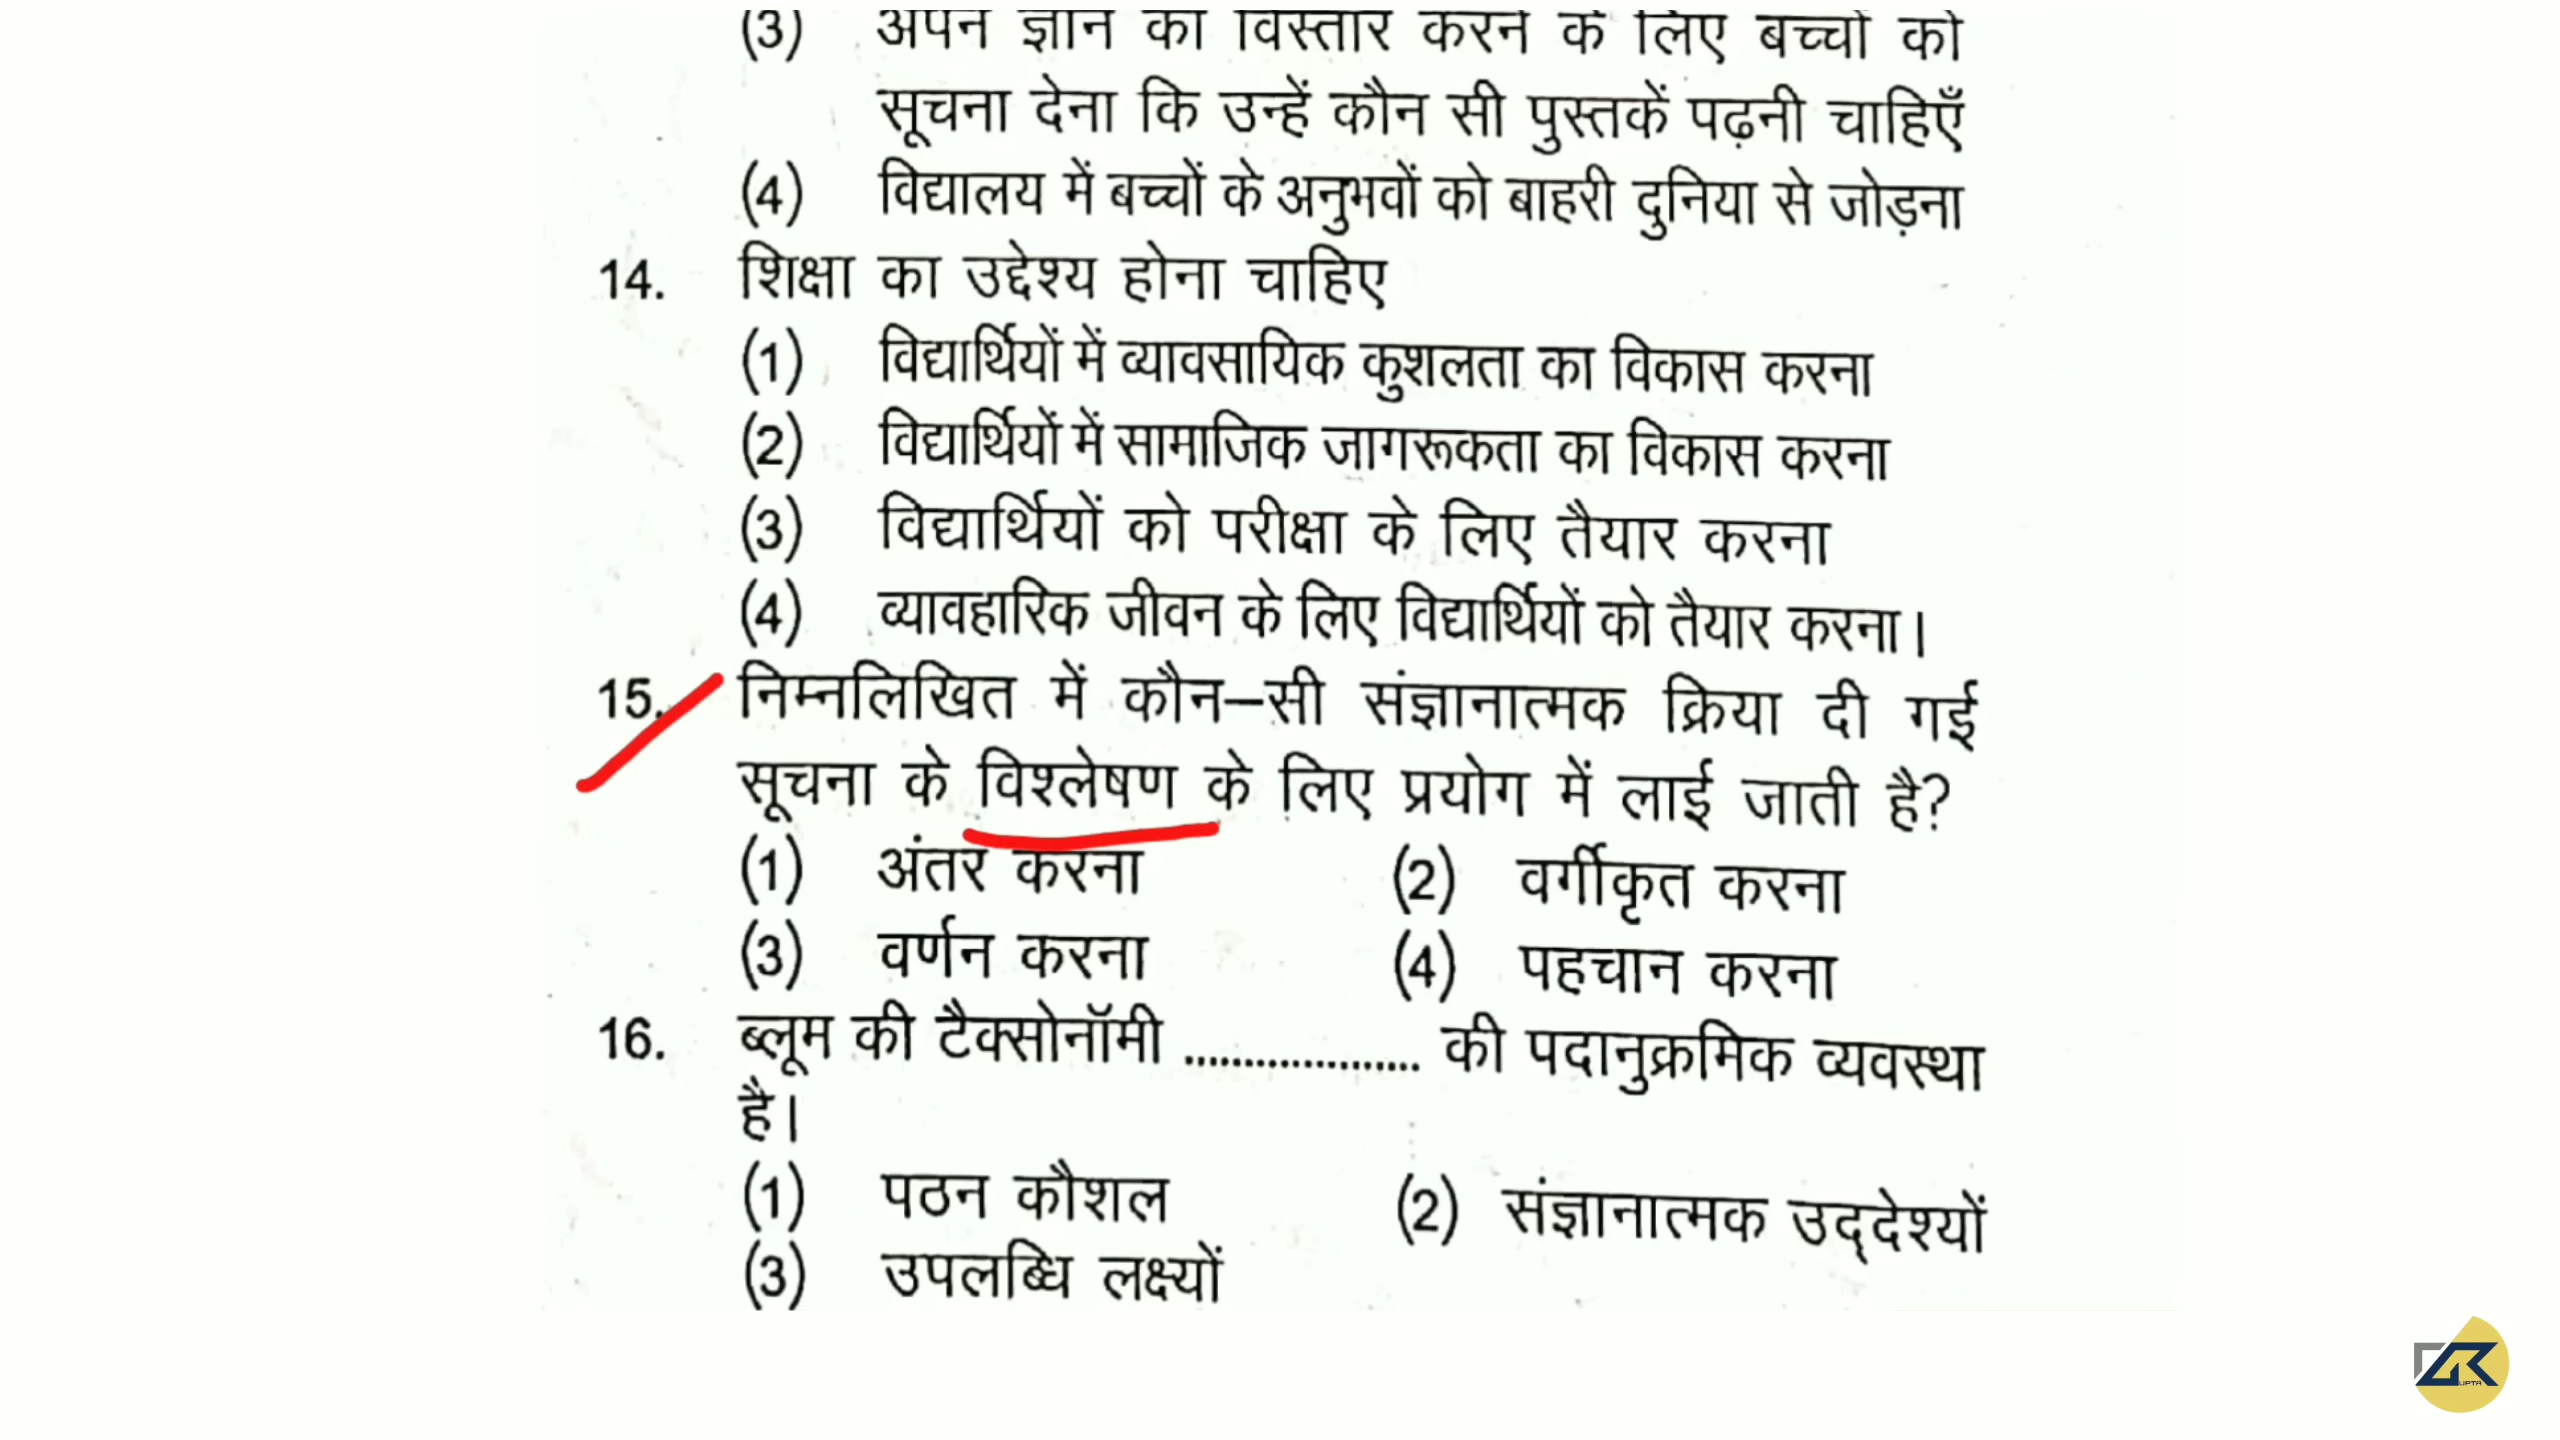 (3) अपने ज्ञान का विस्तार करने के लिए बच्चों को
सूचना देना कि उन्हें कौन सी पुस्तकें पढ़नी चाहिएँ
(4) विद्यालय में बच्चों के अनुभवों को बाहरी दुनिया से जोड़ना
14. शिक्षा का उद्देश्य होना चाहिए
(1) विद्यार्थियों में व्यावसायिक कुशलता का विकास करना
(2) विद्यार्थियों में सामाजिक जागरूकता का विकास करना
(3) विद्यार्थियों को परीक्षा के लिए तैयार करना
(4) व्यावहारिक जीवन के लिए विद्यार्थियों को तैयार करना।
15. निम्नलिखित में कौन–सी संज्ञानात्मक क्रिया दी गई
सूचना के विश्लेषण के लिए प्रयोग में लाई जाती है?
(1) अंतर करना (2) वर्गीकृत करना
(3) वर्णन करना (4) पहचान करना
16. ब्लूम की टैक्सोनॉमी .................... की पदानुक्रमिक व्यवस्था
है।
(1) पठन कौशल (2) संज्ञानात्मक उद्‌देश्यों
(3) उपलब्धि लक्ष्यों